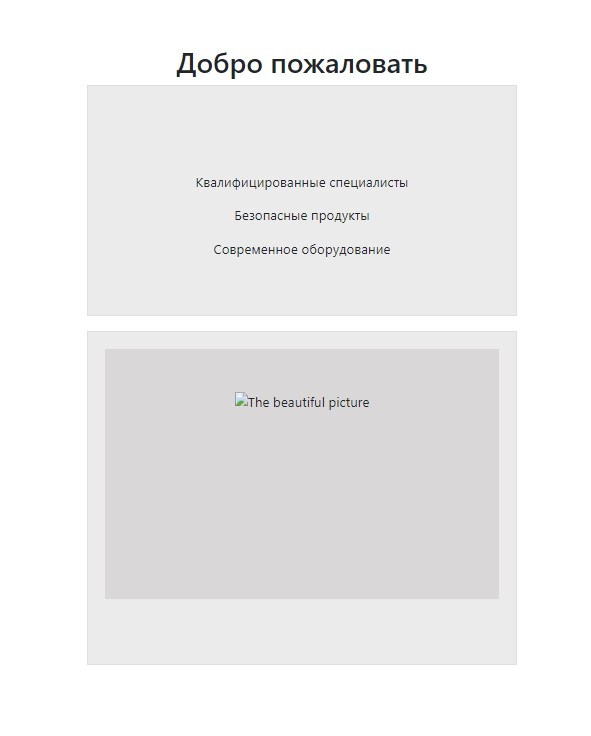 Добро пожаловать
Квалифицированные специалисты
Безопасные продукты
Современное оборудование
The beautiful picture